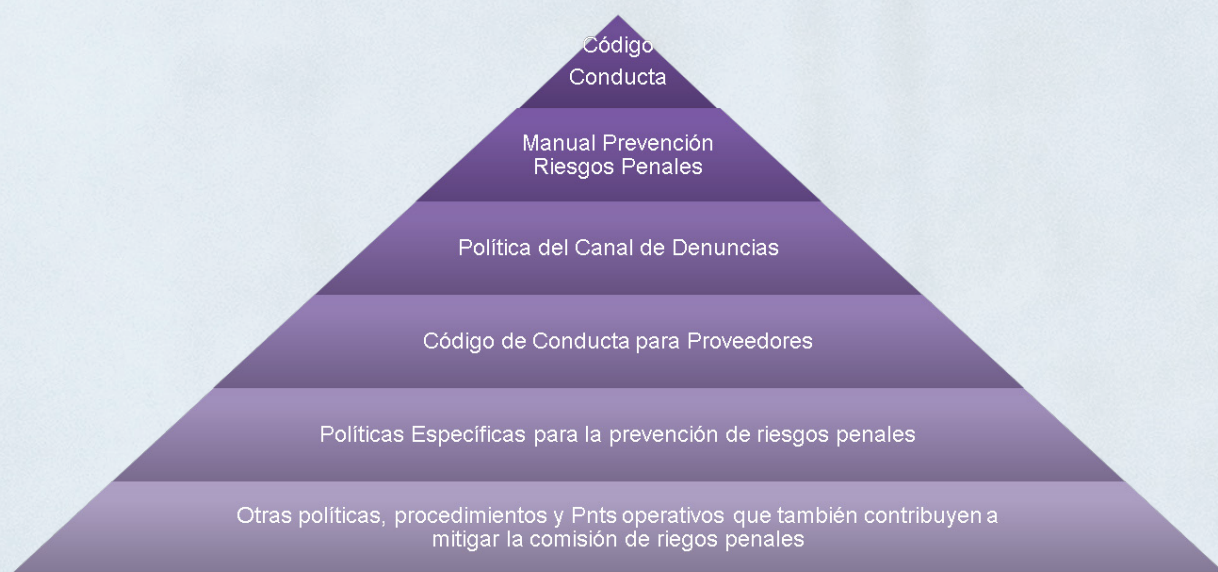 Código
Conducta
Manual Prevención
Riesgos Penales
Política del Canal de Denuncias
Código de Conducta para Proveedores
Políticas Específicas para la prevención de riesgos penales
Otras políticas, procedimientos y Pnts operativos que también contribuyen a
mitigar la comisión de riegos penales